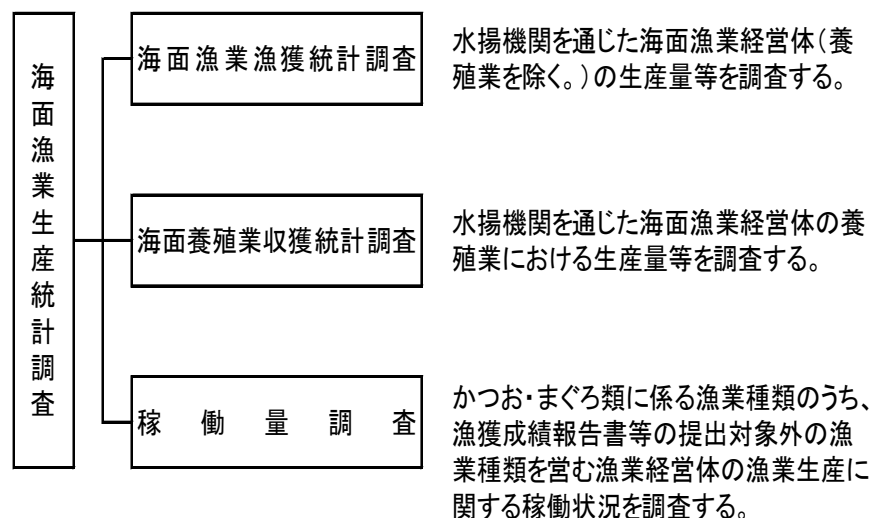 海面漁業生産統計調査
海面漁業漁獲統計調査
水揚機関を通じた海面漁業経営体（養
殖業を除く。）の生産量等を調査する。
海面養殖業収獲統計調査
水揚機関を通じた海面漁業経営体の養
殖業における生産量等を調査する。
稼働量調査
かつお・まぐろ類に係る漁業種類のうち、
漁獲成績報告書等の提出対象外の漁
業種類を営む漁業経営体の漁業生産に
関する稼働状況を調査する。